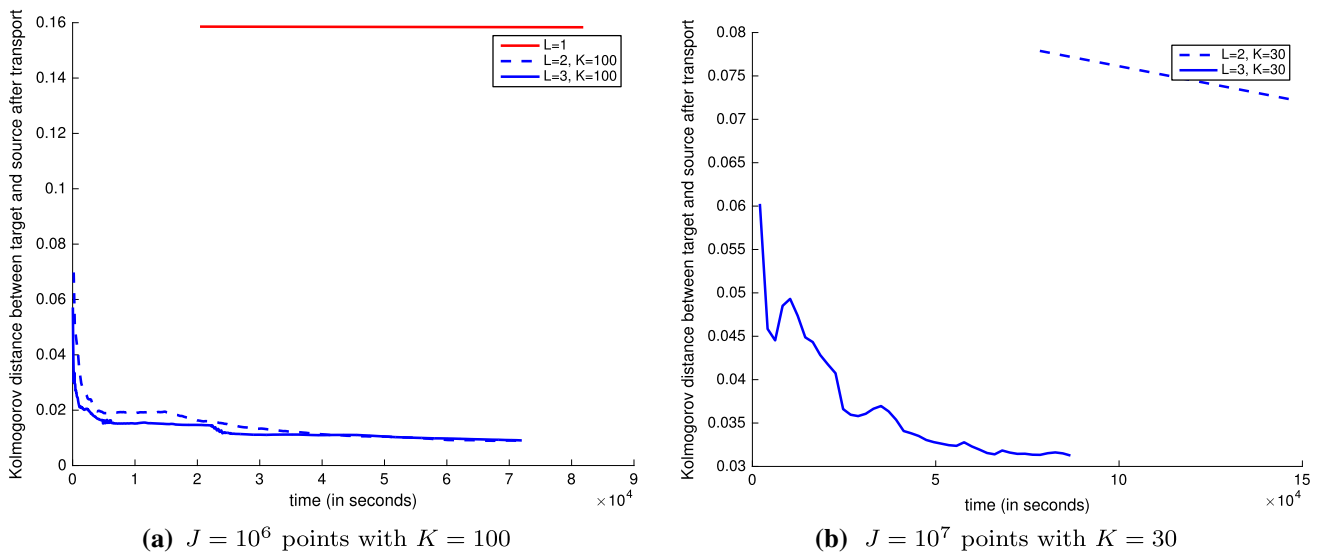 Kolmogorov distance between target and source after transport
0.16
0.14
0.12
0.1
0.08
0.06
0.04
0.02
0
L=1
L=2, K=100
L=3, K=100
0 1 2 3 4 5 6 7 8 9
×10⁴
time (in seconds)
(a) J = 10⁶ points with K = 100
Kolmogorov distance between target and source after transport
0.08
0.075
0.07
0.065
0.06
0.055
0.05
0.045
0.04
0.035
0.03
L=2, K=30
L=3, K=30
0 5 10 15
×10⁴
time (in seconds)
(b) J = 10⁷ points with K = 30